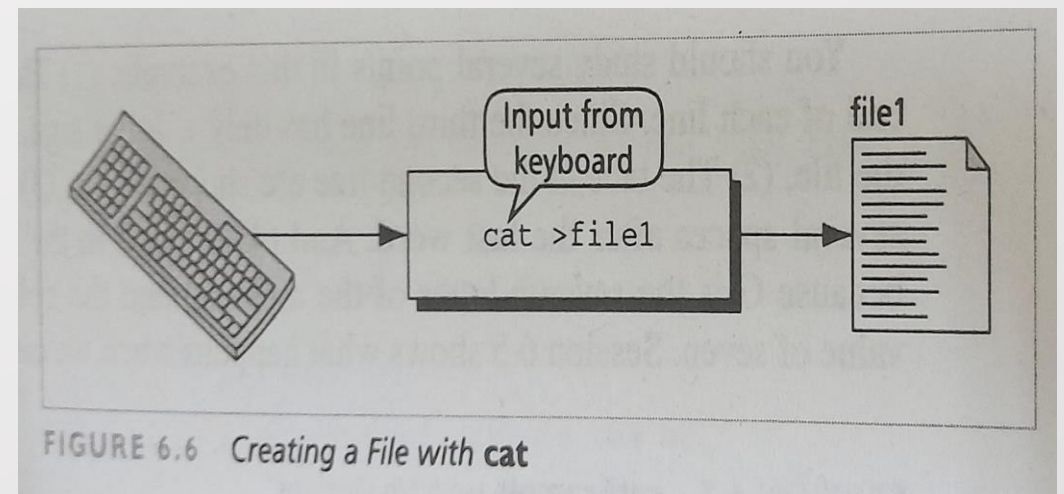 Input from
keyboard
file1
cat >file1
FIGURE 6.6 Creating a File with cat